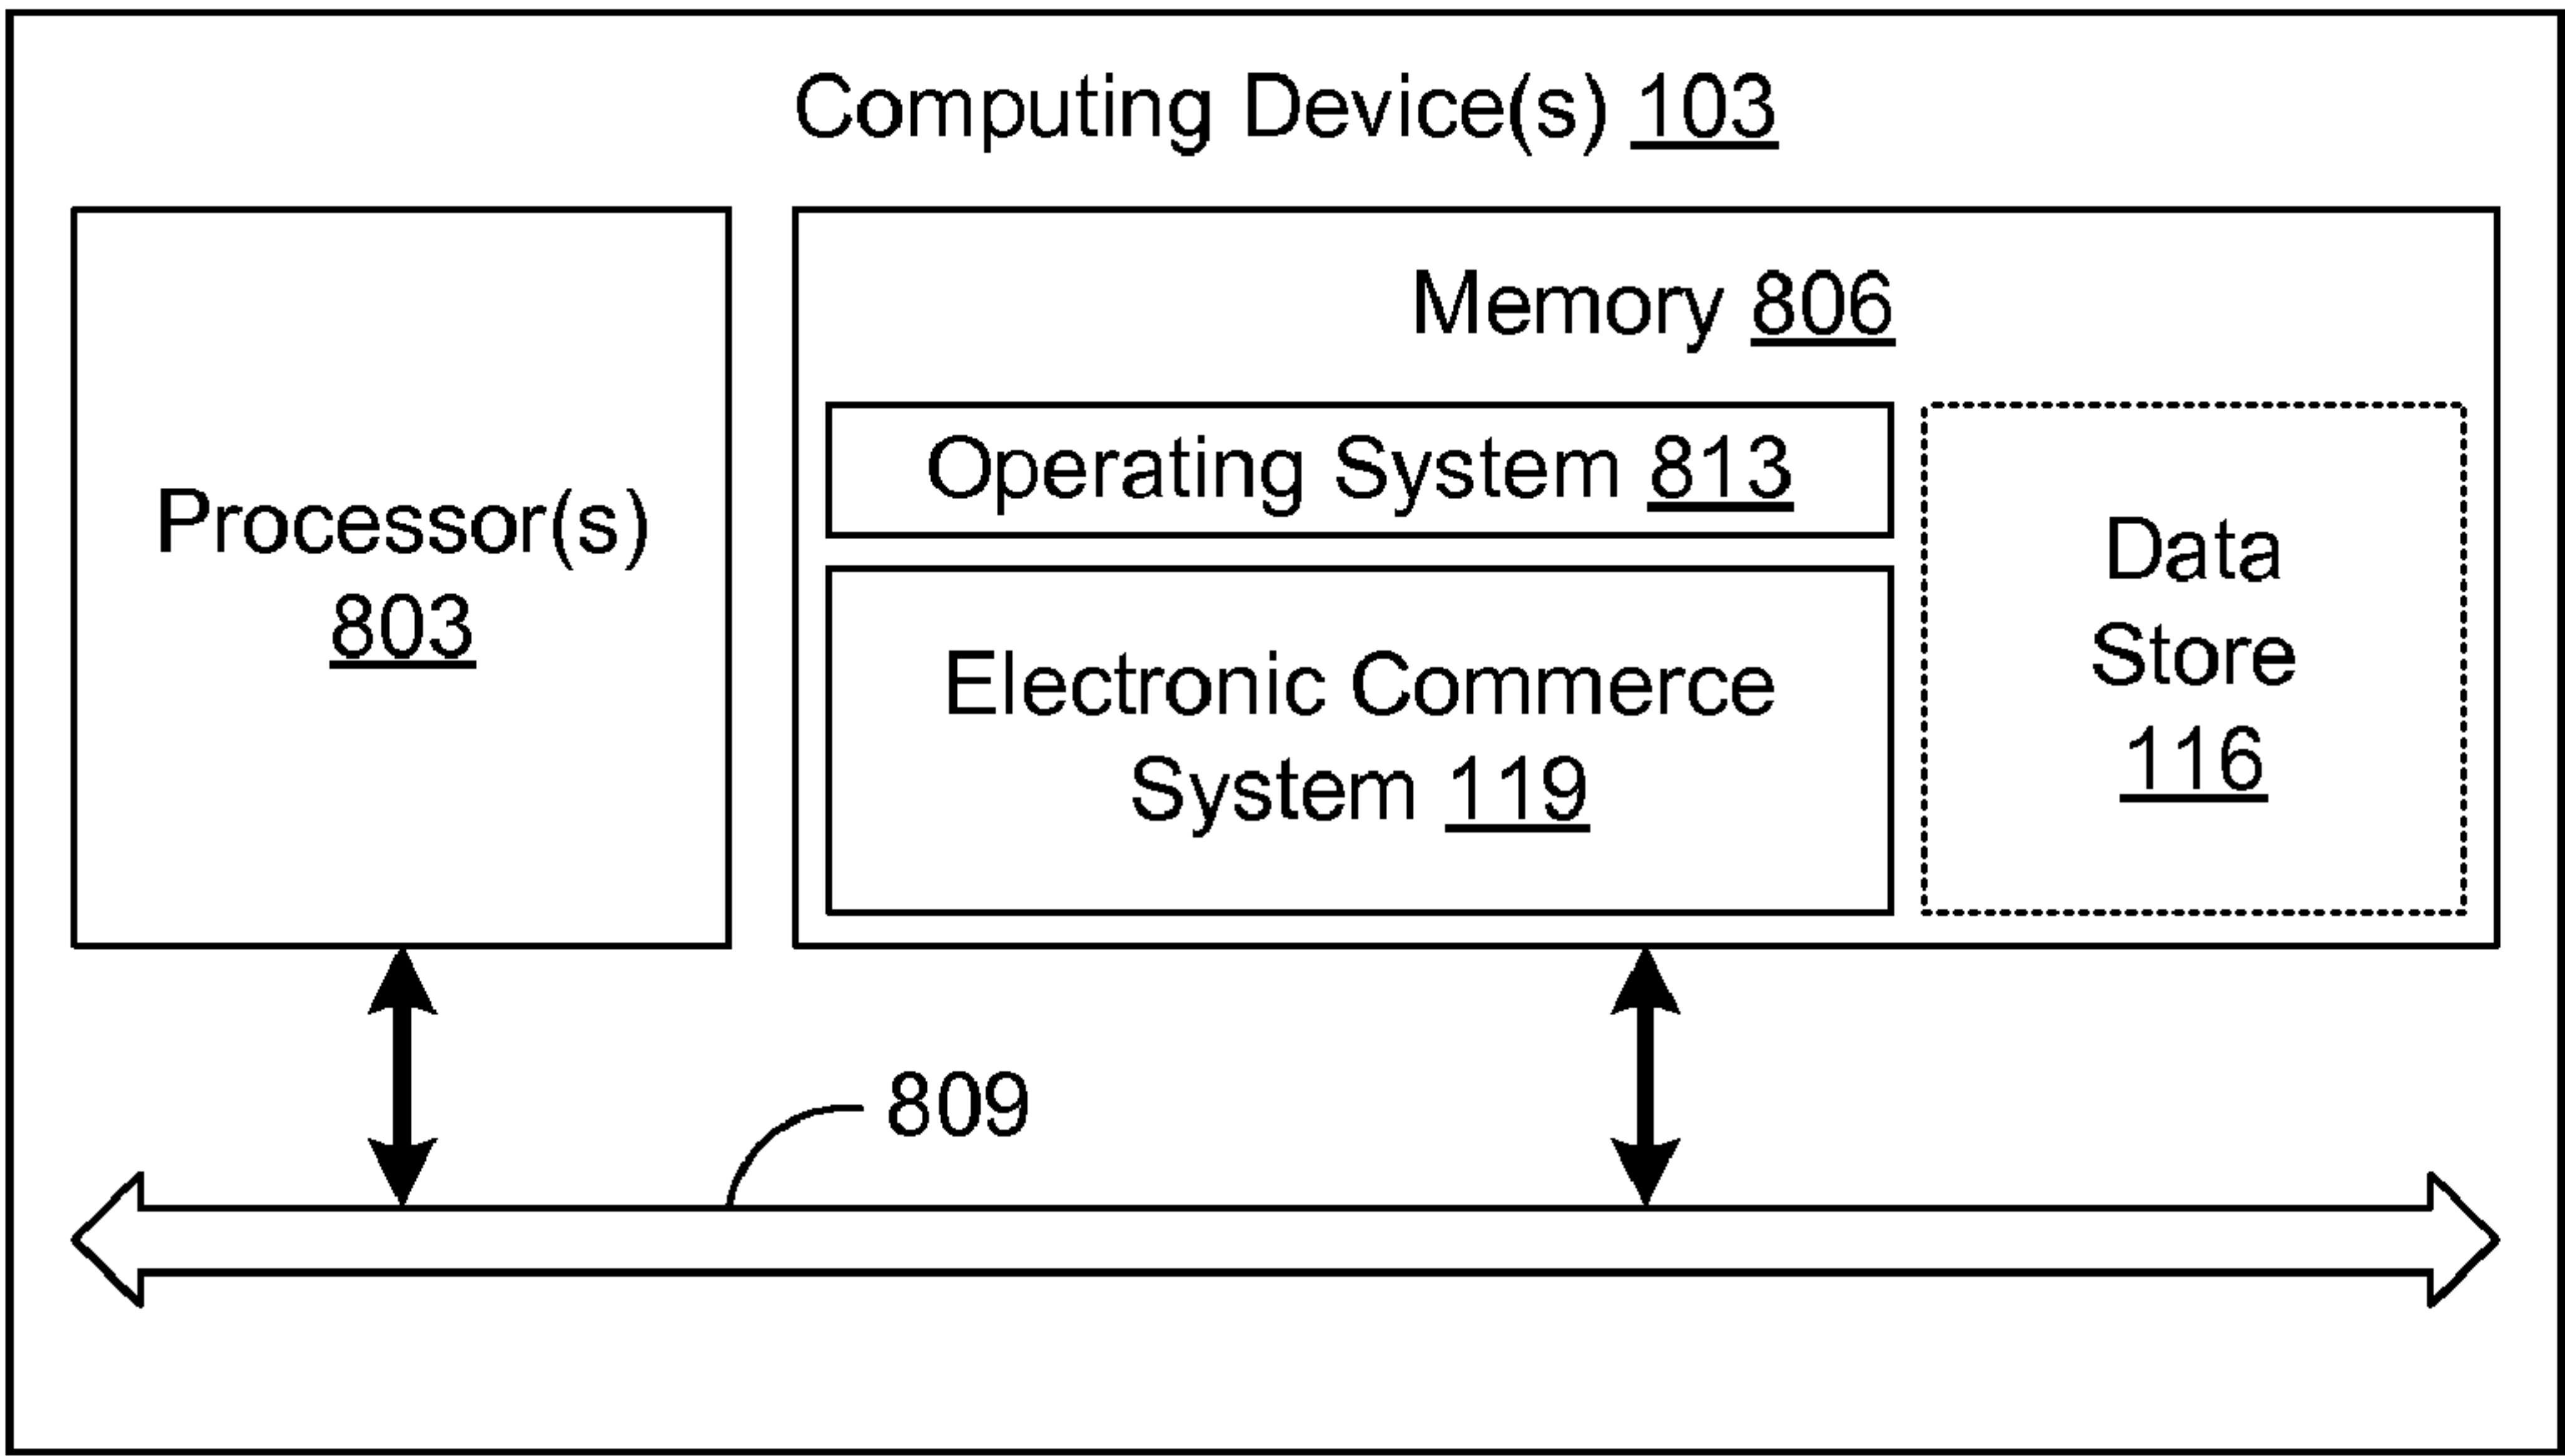 Computing Device(s) 103
Processor(s)
803
Memory 806
Operating System 813
Electronic Commerce
System 119
Data
Store
116
809